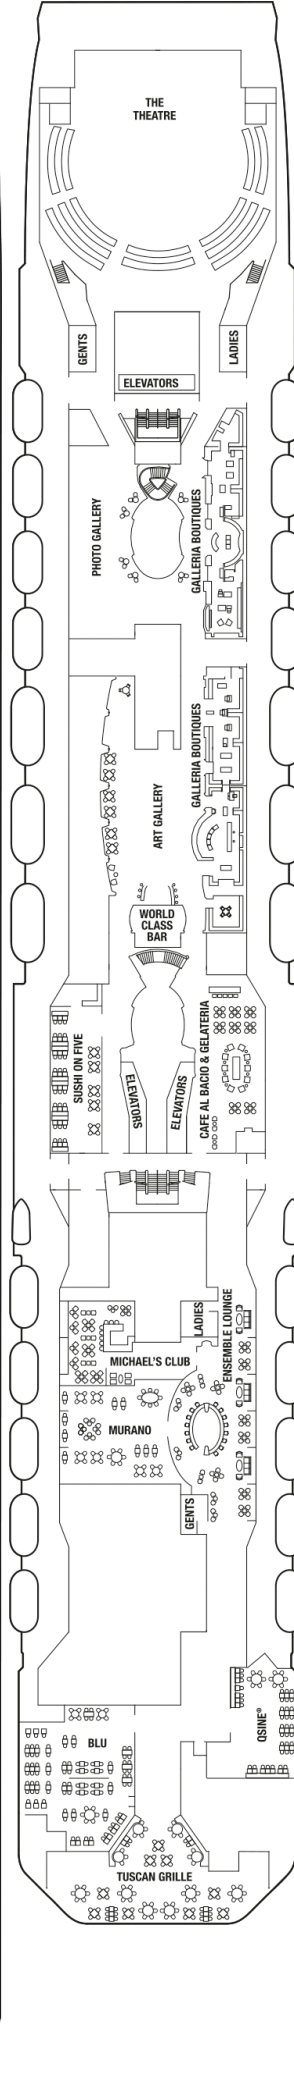 THE
THEATRE
GENTS
LADIES
ELEVATORS
PHOTO GALLERY
GALLERIA BOUTIQUES
GALLERIA BOUTIQUES
ART GALLERY
WORLD
CLASS
BAR
SUSHI ON FIVE
ELEVATORS
ELEVATORS
CAFE AL BACIO & GELATERIA
LADIES
ENSEMBLE LOUNGE
MICHAEL'S CLUB
MURANO
GENTS
QSINE®
BLU
TUSCAN GRILLE